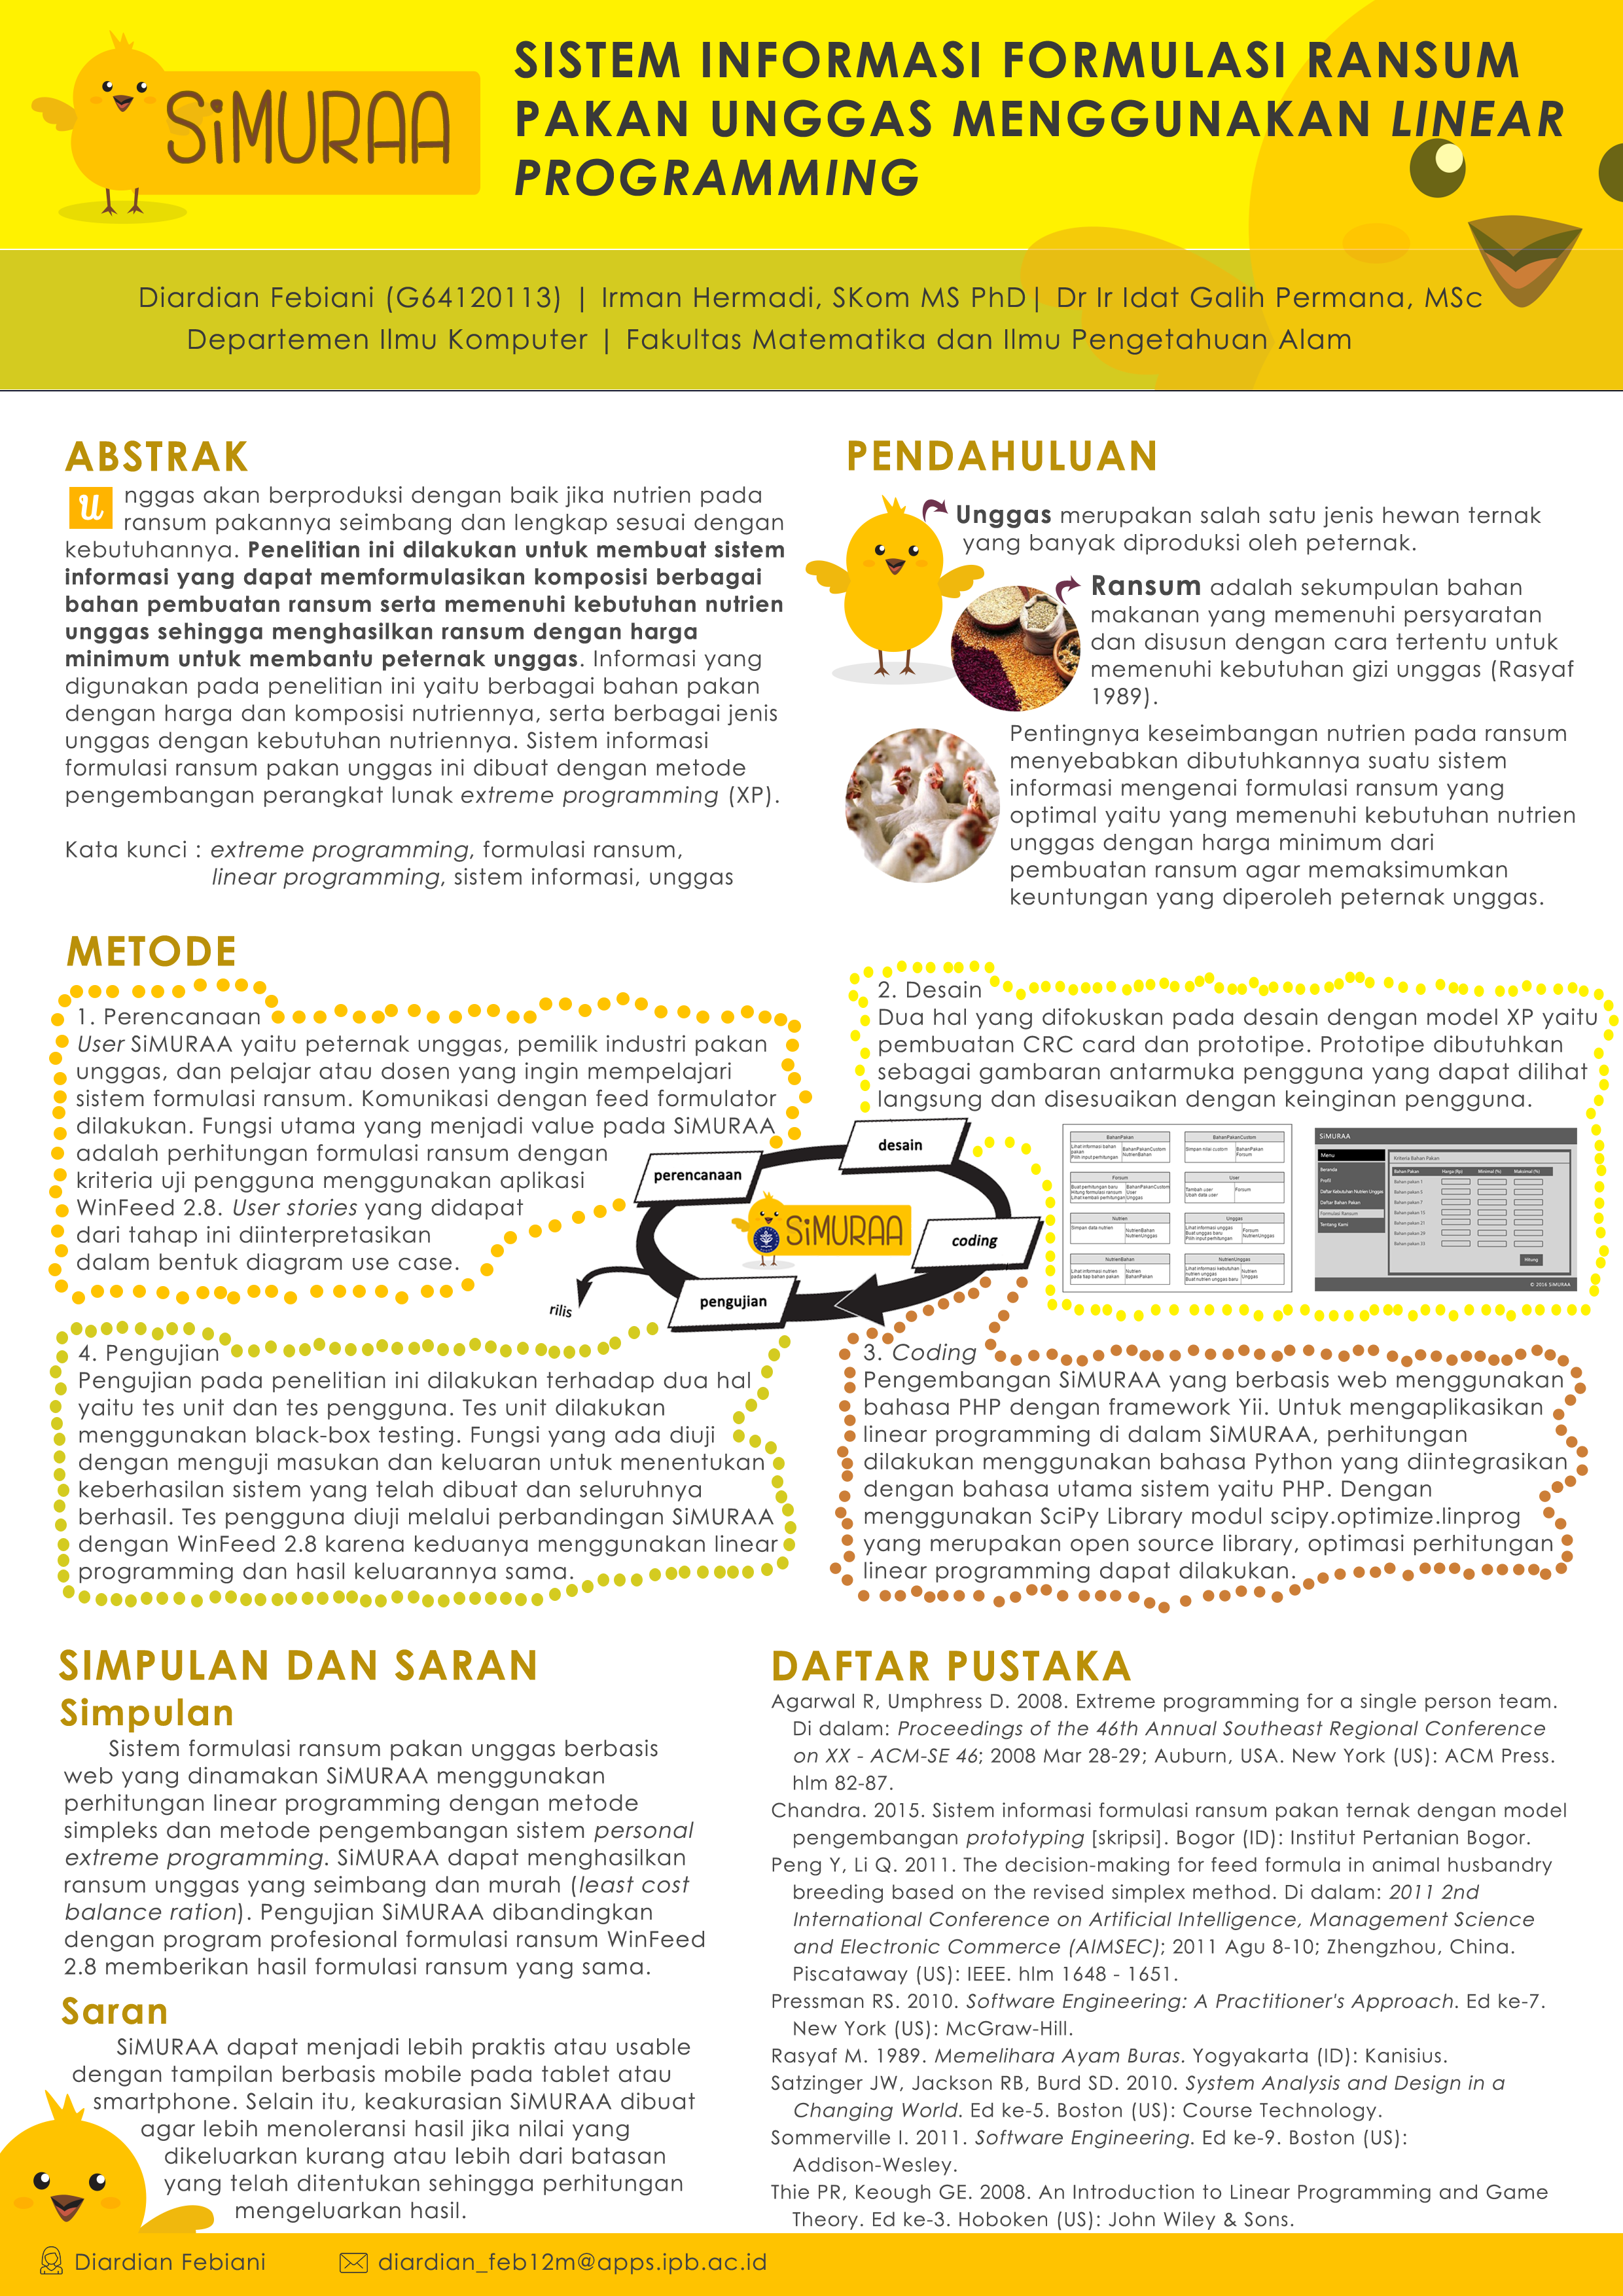 SiMURAA
SISTEM INFORMASI FORMULASI RANSUM
PAKAN UNGGAS MENGGUNAKAN LINEAR
PROGRAMMING
Diardian Febiani (G64120113) | Irman Hermadi, SKom MS PhD| Dr Ir Idat Galih Permana, MSc
Departemen Ilmu Komputer | Fakultas Matematika dan Ilmu Pengetahuan Alam
ABSTRAK
Unggas akan berproduksi dengan baik jika nutrien pada
ransum pakannya seimbang dan lengkap sesuai dengan
kebutuhannya. Penelitian ini dilakukan untuk membuat sistem
informasi yang dapat memformulasikan komposisi berbagai
bahan pembuatan ransum serta memenuhi kebutuhan nutrien
unggas sehingga menghasilkan ransum dengan harga
minimum untuk membantu peternak unggas. Informasi yang
digunakan pada penelitian ini yaitu berbagai bahan pakan
dengan harga dan komposisi nutriennya, serta berbagai jenis
unggas dengan kebutuhan nutriennya. Sistem informasi
formulasi ransum pakan unggas ini dibuat dengan metode
pengembangan perangkat lunak extreme programming (XP).
Kata kunci : extreme programming, formulasi ransum,
linear programming, sistem informasi, unggas
PENDAHULUAN
Unggas merupakan salah satu jenis hewan ternak
yang banyak diproduksi oleh peternak.
Ransum adalah sekumpulan bahan
makanan yang memenuhi persyaratan
dan disusun dengan cara tertentu untuk
memenuhi kebutuhan gizi unggas (Rasyaf
1989).
Pentingnya keseimbangan nutrien pada ransum
menyebabkan dibutuhkannya suatu sistem
informasi mengenai formulasi ransum yang
optimal yaitu yang memenuhi kebutuhan nutrien
unggas dengan harga minimum dari
pembuatan ransum agar memaksimumkan
keuntungan yang diperoleh peternak unggas.
METODE
1. Perencanaan
User SiMURAA yaitu peternak unggas, pemilik industri pakan
unggas, dan pelajar atau dosen yang ingin mempelajari
sistem formulasi ransum. Komunikasi dengan feed formulator
dilakukan. Fungsi utama yang menjadi value pada SiMURAA
adalah perhitungan formulasi ransum dengan
kriteria uji pengguna menggunakan aplikasi
WinFeed 2.8. User stories yang didapat
dari tahap ini diinterpretasikan
dalam bentuk diagram use case.
2. Desain
Dua hal yang difokuskan pada desain dengan model XP yaitu
pembuatan CRC card dan prototipe. Prototipe dibutuhkan
sebagai gambaran antarmuka pengguna yang dapat dilihat
langsung dan disesuaikan dengan keinginan pengguna.
perencanaan
desain
coding
pengujian
rilis
SiMURAA
BahanPakan
BahanPakanCustom
Forsum
User
Nutrien
Unggas
NutrienBahan
NutrienUnggas
SiMURAA
Menu
Beranda
Profil
Daftar Kebutuhan Nutrien Unggas
Daftar Bahan Pakan
Formulasi Ransum
Tentang Kami
Kriteria Bahan Pakan
Bahan Pakan Harga (Rp) Minimal (%) Maksimal (%)
Hitung
© 2016 SiMURAA
4. Pengujian
Pengujian pada penelitian ini dilakukan terhadap dua hal
yaitu tes unit dan tes pengguna. Tes unit dilakukan
menggunakan black-box testing. Fungsi yang ada diuji
dengan menguji masukan dan keluaran untuk menentukan
keberhasilan sistem yang telah dibuat dan seluruhnya
berhasil. Tes pengguna diuji melalui perbandingan SiMURAA
dengan WinFeed 2.8 karena keduanya menggunakan linear
programming dan hasil keluarannya sama.
3. Coding
Pengembangan SiMURAA yang berbasis web menggunakan
bahasa PHP dengan framework Yii. Untuk mengaplikasikan
linear programming di dalam SiMURAA, perhitungan
dilakukan menggunakan bahasa Python yang diintegrasikan
dengan bahasa utama sistem yaitu PHP. Dengan
menggunakan SciPy Library modul scipy.optimize.linprog
yang merupakan open source library, optimasi perhitungan
linear programming dapat dilakukan.
SIMPULAN DAN SARAN
Simpulan
Sistem formulasi ransum pakan unggas berbasis
web yang dinamakan SiMURAA menggunakan
perhitungan linear programming dengan metode
simpleks dan metode pengembangan sistem personal
extreme programming. SiMURAA dapat menghasilkan
ransum unggas yang seimbang dan murah (least cost
balance ration). Pengujian SiMURAA dibandingkan
dengan program profesional formulasi ransum WinFeed
2.8 memberikan hasil formulasi ransum yang sama.
Saran
SiMURAA dapat menjadi lebih praktis atau usable
dengan tampilan berbasis mobile pada tablet atau
smartphone. Selain itu, keakurasian SiMURAA dibuat
agar lebih menoleransi hasil jika nilai yang
dikeluarkan kurang atau lebih dari batasan
yang telah ditentukan sehingga perhitungan
mengeluarkan hasil.
DAFTAR PUSTAKA
Agarwal R, Umphress D. 2008. Extreme programming for a single person team.
Di dalam: Proceedings of the 46th Annual Southeast Regional Conference
on XX - ACM-SE 46; 2008 Mar 28-29; Auburn, USA. New York (US): ACM Press.
hlm 82-87.
Chandra. 2015. Sistem informasi formulasi ransum pakan ternak dengan model
pengembangan prototyping [skripsi]. Bogor (ID): Institut Pertanian Bogor.
Peng Y, Li Q. 2011. The decision-making for feed formula in animal husbandry
breeding based on the revised simplex method. Di dalam: 2011 2nd
International Conference on Artificial Intelligence, Management Science
and Electronic Commerce (AIMSEC); 2011 Agu 8-10; Zhengzhou, China.
Piscataway (US): IEEE. hlm 1648 - 1651.
Pressman RS. 2010. Software Engineering: A Practitioner's Approach. Ed ke-7.
New York (US): McGraw-Hill.
Rasyaf M. 1989. Memelihara Ayam Buras. Yogyakarta (ID): Kanisius.
Satzinger JW, Jackson RB, Burd SD. 2010. System Analysis and Design in a
Changing World. Ed ke-5. Boston (US): Course Technology.
Sommerville I. 2011. Software Engineering. Ed ke-9. Boston (US):
Addison-Wesley.
Thie PR, Keough GE. 2008. An Introduction to Linear Programming and Game
Theory. Ed ke-3. Hoboken (US): John Wiley & Sons.
Diardian Febiani
diardian_feb12m@apps.ipb.ac.id